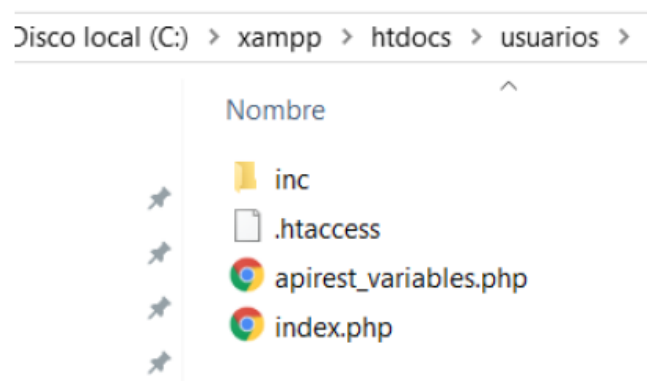 Disco local (C:) > xampp > htdocs > usuarios >
Nombre
inc
.htaccess
apirest_variables.php
index.php